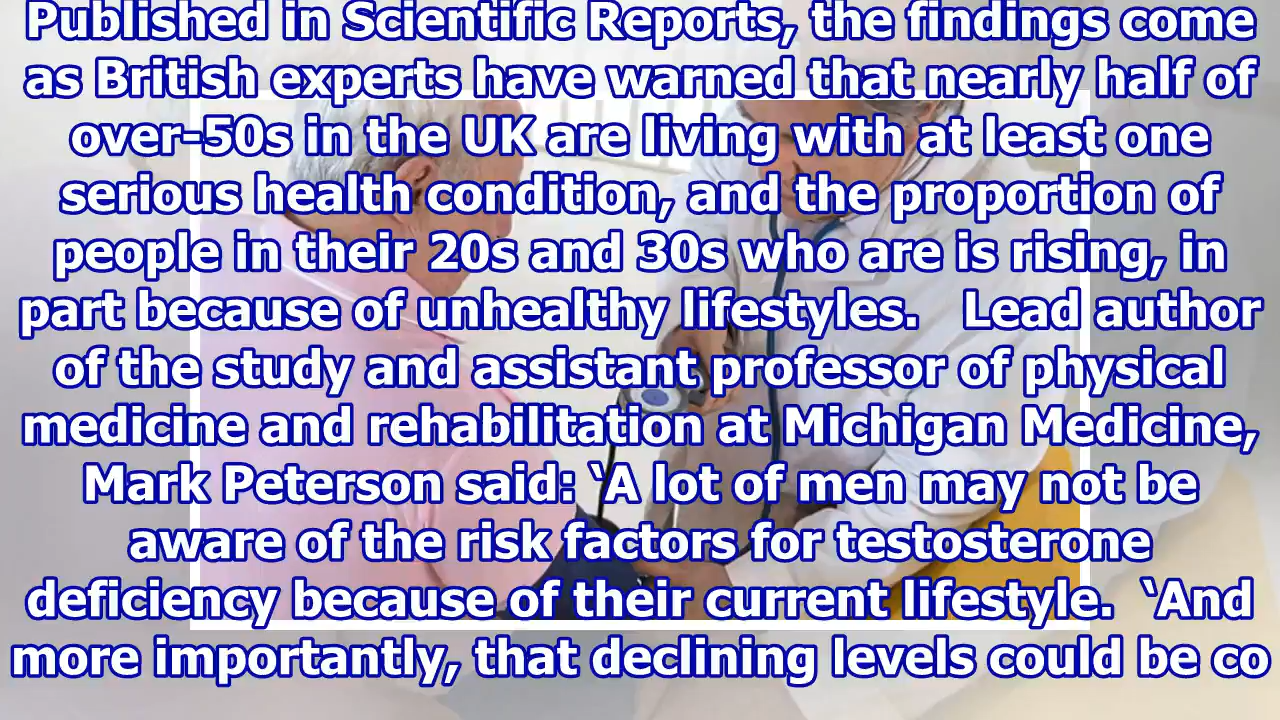 Published in Scientific Reports, the findings come
as British experts have warned that nearly half of
over-50s in the UK are living with at least one
serious health condition, and the proportion of
people in their 20s and 30s who are is rising, in
part because of unhealthy lifestyles.   Lead author
of the study and assistant professor of physical
medicine and rehabilitation at Michigan Medicine,
Mark Peterson said: ‘A lot of men may not be
aware of the risk factors for testosterone
deficiency because of their current lifestyle.  ‘And
more importantly, that declining levels could be co